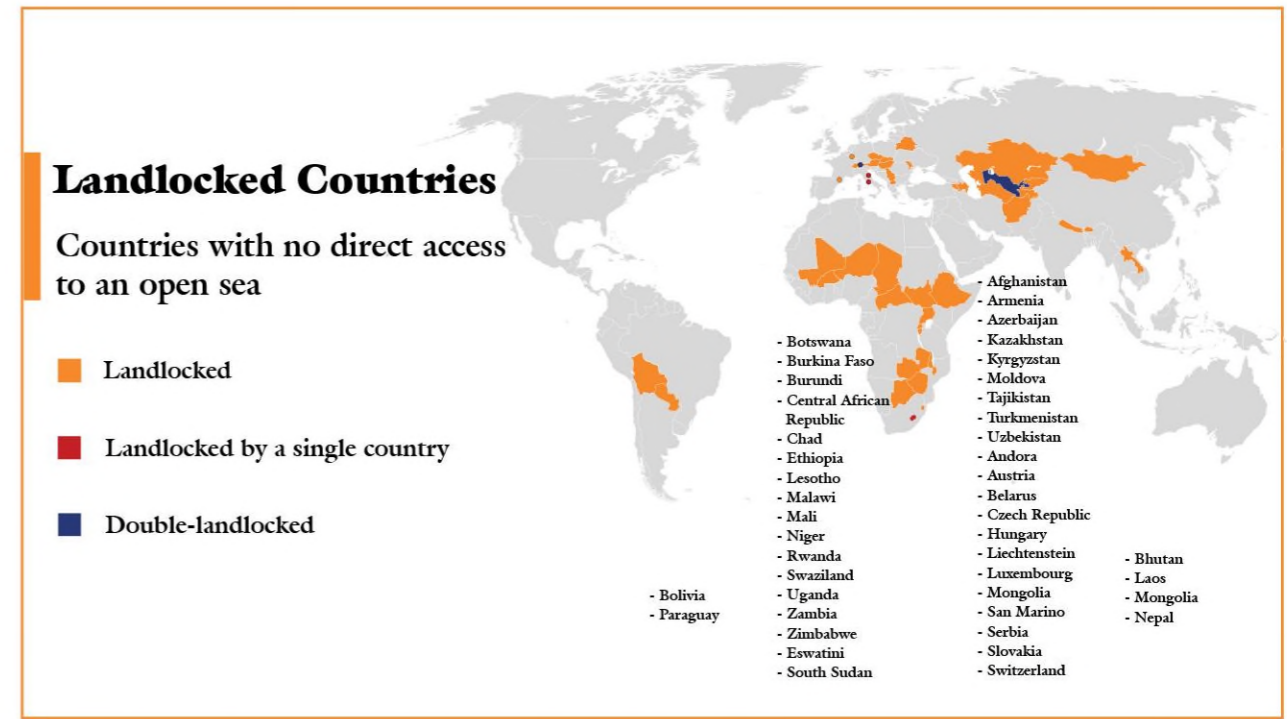 Landlocked Countries
Countries with no direct access
to an open sea
Landlocked
Landlocked by a single country
Double-landlocked
- Bolivia
- Paraguay
- Botswana
- Burkina Faso
- Burundi
- Central African
Republic
- Chad
- Ethiopia
- Lesotho
- Malawi
- Mali
- Niger
- Rwanda
- Swaziland
- Uganda
- Zambia
- Zimbabwe
- Eswatini
- South Sudan
- Afghanistan
- Armenia
- Azerbaijan
- Kazakhstan
- Kyrgyzstan
- Moldova
- Tajikistan
- Turkmenistan
- Uzbekistan
- Andora
- Austria
- Belarus
- Czech Republic
- Hungary
- Liechtenstein
- Luxembourg
- Mongolia
- San Marino
- Serbia
- Slovakia
- Switzerland
- Bhutan
- Laos
- Mongolia
- Nepal